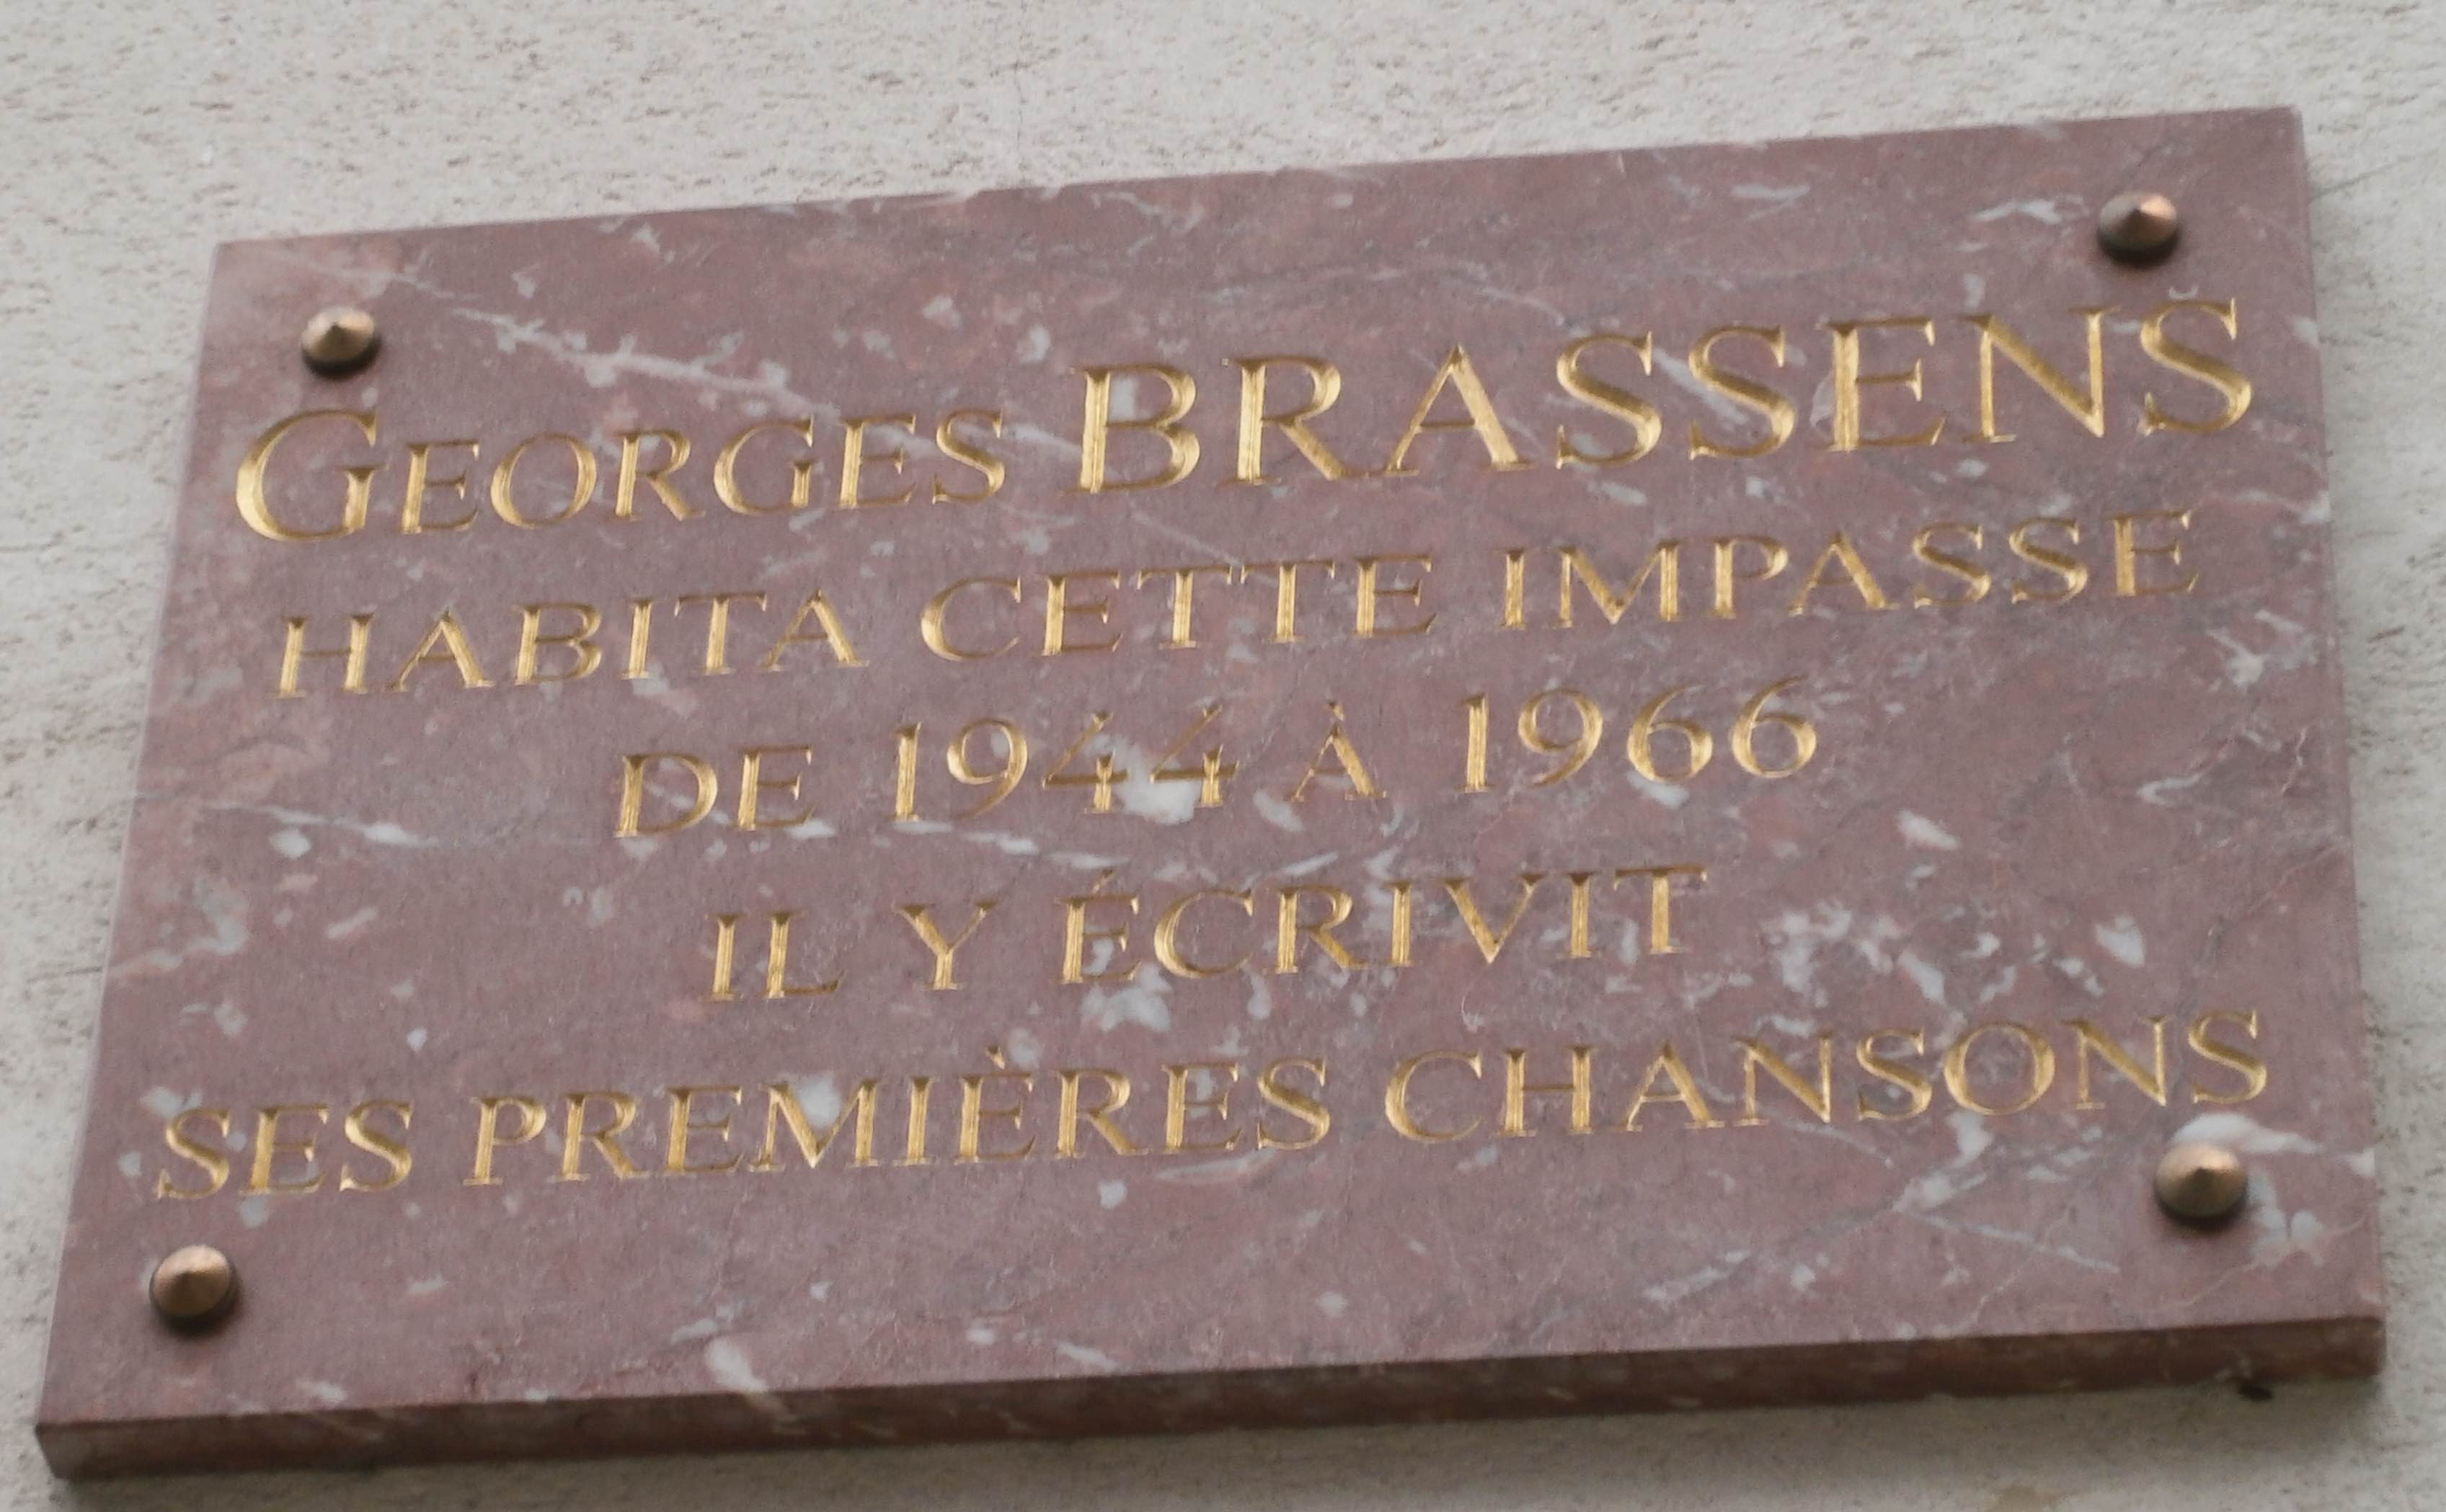 GEORGES BRASSENS
HABITA CETTE IMPASSE
DE 1944 À 1966
IL Y ÉCRIVIT
SES PREMIÈRES CHANSONS